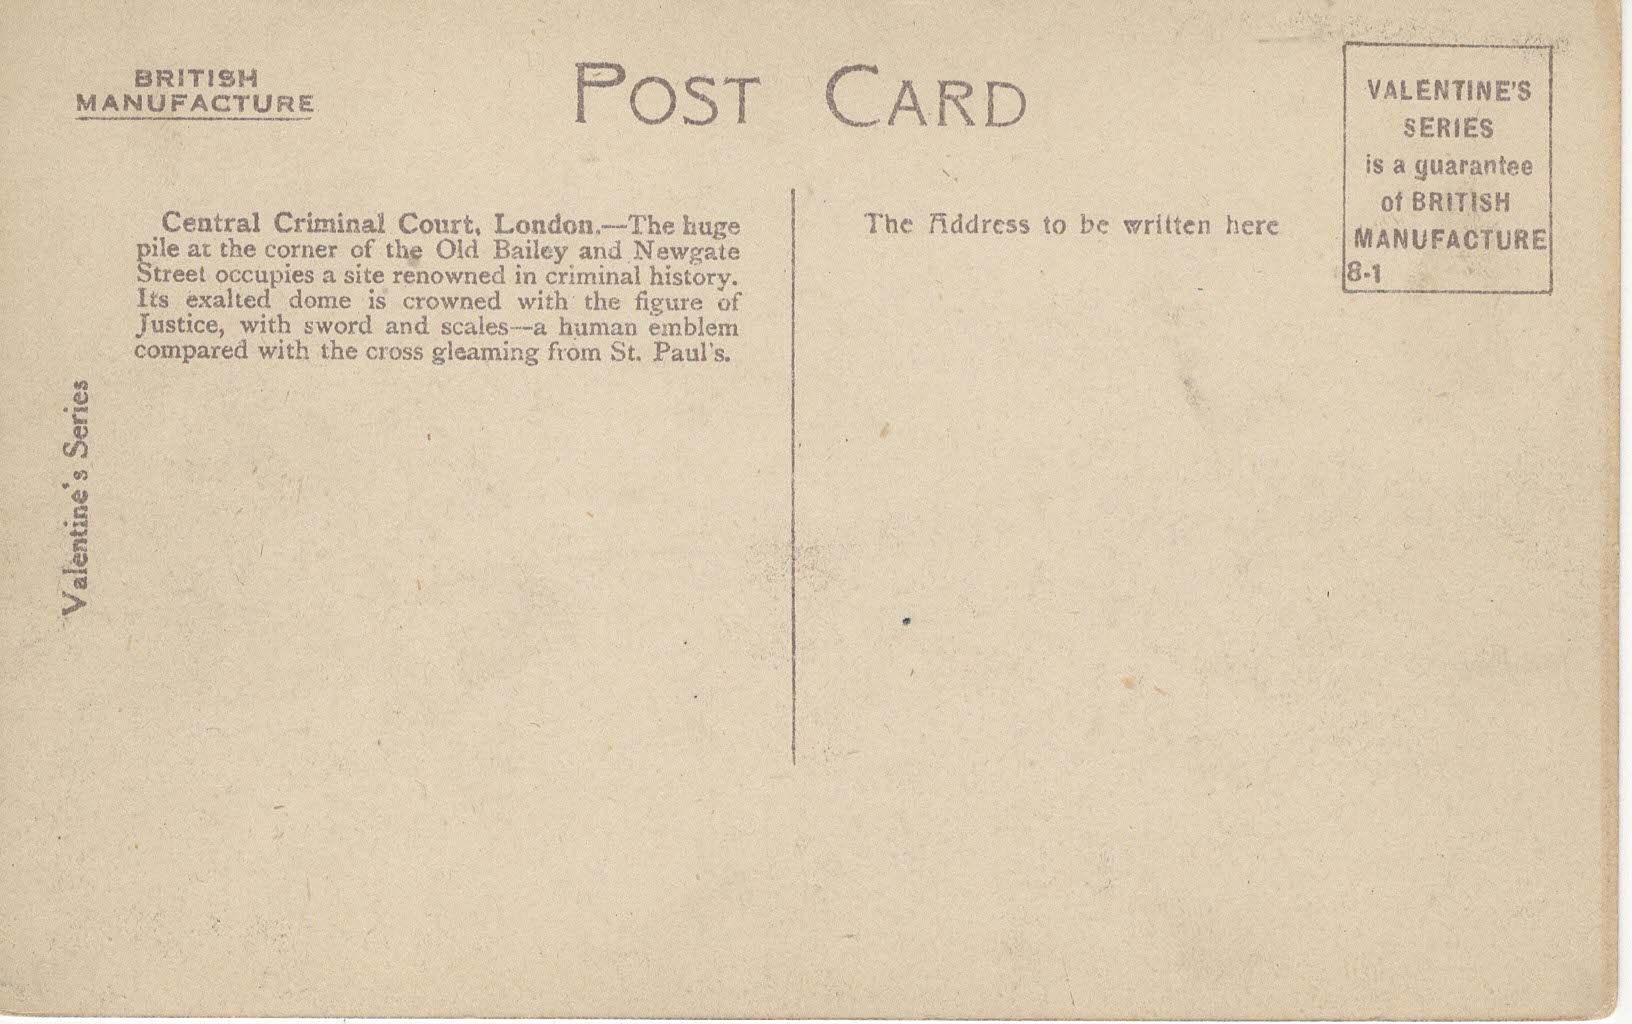 BRITISH
MANUFACTURE
POST CARD
VALENTINE'S
SERIES
is a guarantee
of BRITISH
MANUFACTURE
8-1
Central Criminal Court, London.—The huge
pile at the corner of the Old Bailey and Newgate
Street occupies a site renowned in criminal history.
Its exalted dome is crowned with the figure of
Justice, with sword and scales—a human emblem
compared with the cross gleaming from St. Paul's.
The Address to be written here
Valentine's Series